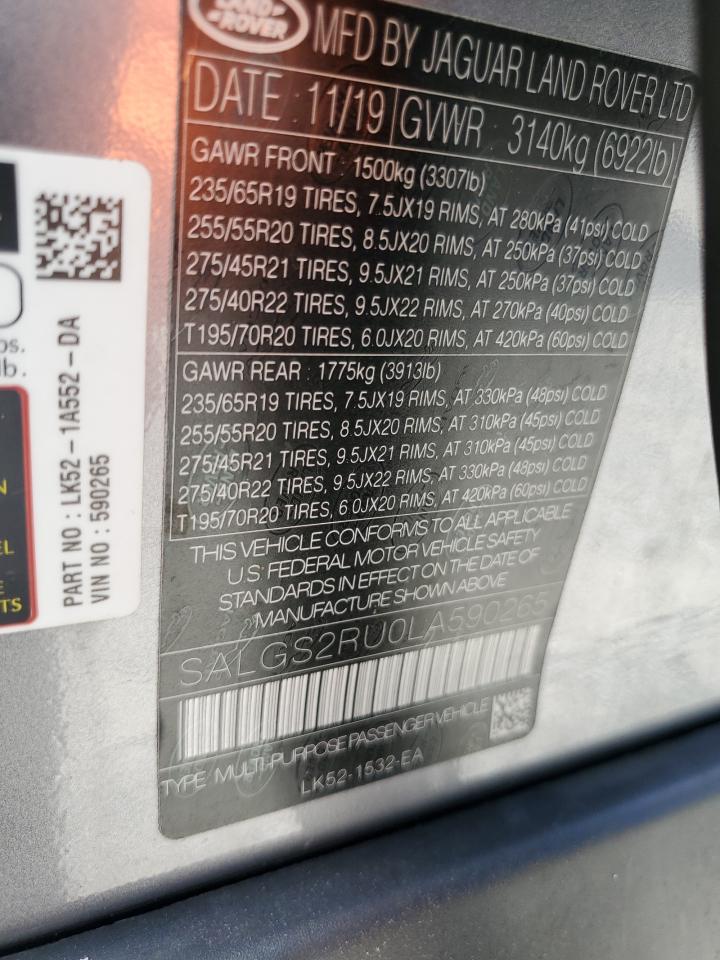 LAND
ROVER
MFD BY JAGUAR LAND ROVER LTD
DATE : 11/19 GVWR : 3140kg (6922lb)
GAWR FRONT : 1500kg (3307lb)
235/65R19 TIRES, 7.5JX19 RIMS, AT 280kPa (41psi) COLD
255/55R20 TIRES, 8.5JX20 RIMS, AT 250kPa (37psi) COLD
275/45R21 TIRES, 9.5JX21 RIMS, AT 250kPa (37psi) COLD
275/40R22 TIRES, 9.5JX22 RIMS, AT 270kPa (40psi) COLD
T195/70R20 TIRES, 6.0JX20 RIMS, AT 420kPa (60psi) COLD
GAWR REAR : 1775kg (3913lb)
235/65R19 TIRES, 7.5JX19 RIMS, AT 330kPa (48psi) COLD
255/55R20 TIRES, 8.5JX20 RIMS, AT 310kPa (45psi) COLD
275/45R21 TIRES, 9.5JX21 RIMS, AT 310kPa (45psi) COLD
275/40R22 TIRES, 9.5JX22 RIMS, AT 330kPa (48psi) COLD
T195/70R20 TIRES, 6.0JX20 RIMS, AT 420kPa (60psi) COLD
THIS VEHICLE CONFORMS TO ALL APPLICABLE
U.S. FEDERAL MOTOR VEHICLE SAFETY
STANDARDS IN EFFECT ON THE DATE OF
MANUFACTURE SHOWN ABOVE
SALGS2RU0LA590265
TYPE : MULTI-PURPOSE PASSENGER VEHICLE
LK52-1532-EA
PART NO : LK52-1A552-DA
VIN NO : 590265